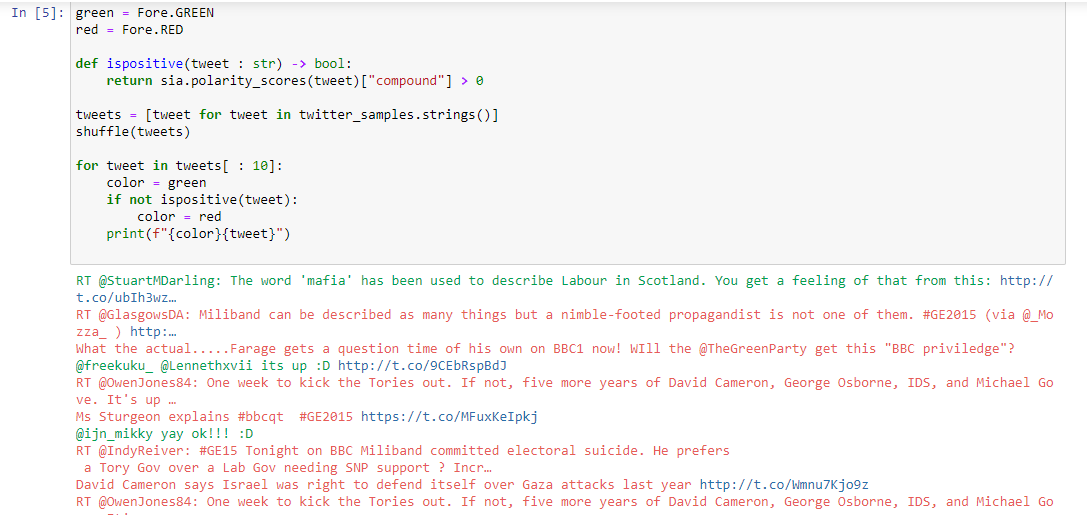 In [5]: green = Fore.GREEN
red = Fore.RED
def ispositive(tweet : str) -> bool:
    return sia.polarity_scores(tweet)["compound"] > 0
tweets = [tweet for tweet in twitter_samples.strings()]
shuffle(tweets)
for tweet in tweets[ : 10]:
    color = green
    if not ispositive(tweet):
        color = red
    print(f"{color}{tweet}")
RT @StuartMDarling: The word 'mafia' has been used to describe Labour in Scotland. You get a feeling of that from this: http://
t.co/ubIh3wz…
RT @GlasgowsDA: Miliband can be described as many things but a nimble-footed propagandist is not one of them. #GE2015 (via @_Mo
zza_ ) http:…
What the actual.....Farage gets a question time of his own on BBC1 now! WIll the @TheGreenParty get this "BBC priviledge"?
@freekuku_ @Lennethxvii its up :D http://t.co/9CEbRspBdJ
RT @OwenJones84: One week to kick the Tories out. If not, five more years of David Cameron, George Osborne, IDS, and Michael Go
ve. It's up …
Ms Sturgeon explains #bbcqt  #GE2015 https://t.co/MFuxKeIpkj
@ijn_mikky yay ok!!! :D
RT @IndyReiver: #GE15 Tonight on BBC Miliband committed electoral suicide. He prefers
 a Tory Gov over a Lab Gov needing SNP support ? Incr…
David Cameron says Israel was right to defend itself over Gaza attacks last year http://t.co/Wmnu7Kjo9z
RT @OwenJones84: One week to kick the Tories out. If not, five more years of David Cameron, George Osborne, IDS, and Michael Go